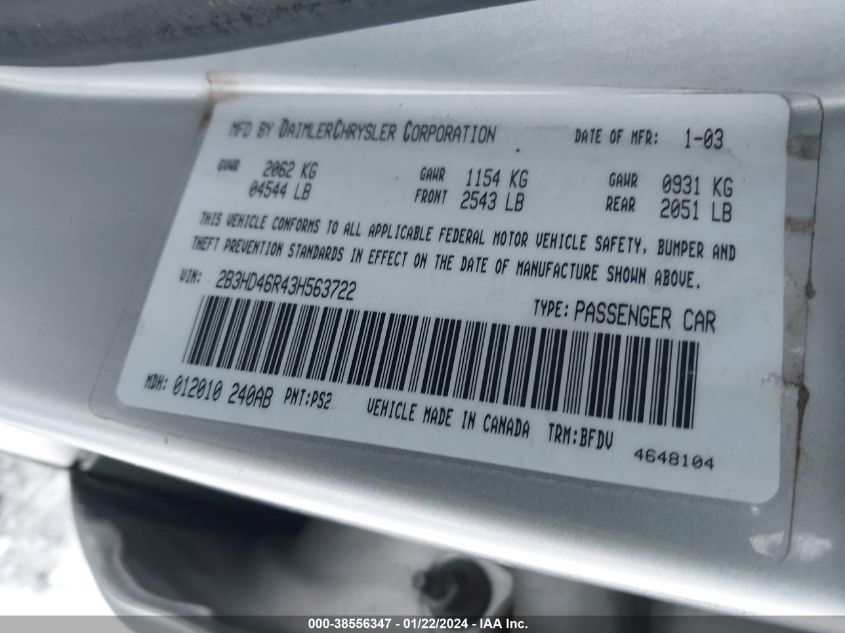 MFD BY DAIMLERCHRYSLER CORPORATION DATE OF MFR: 1-03
GVWR 2062 KG GAWR 1154 KG GAWR 0931 KG
04544 LB FRONT 2543 LB REAR 2051 LB
THIS VEHICLE CONFORMS TO ALL APPLICABLE FEDERAL MOTOR VEHICLE SAFETY, BUMPER AND
THEFT PREVENTION STANDARDS IN EFFECT ON THE DATE OF MANUFACTURE SHOWN ABOVE.
VIN: 2B3HD46R43H563722 TYPE: PASSENGER CAR
MDH: 012010 240AB PNT:PS2 VEHICLE MADE IN CANADA TRM:BFDV
4648104
000-38556347 - 01/22/2024 - IAA Inc.